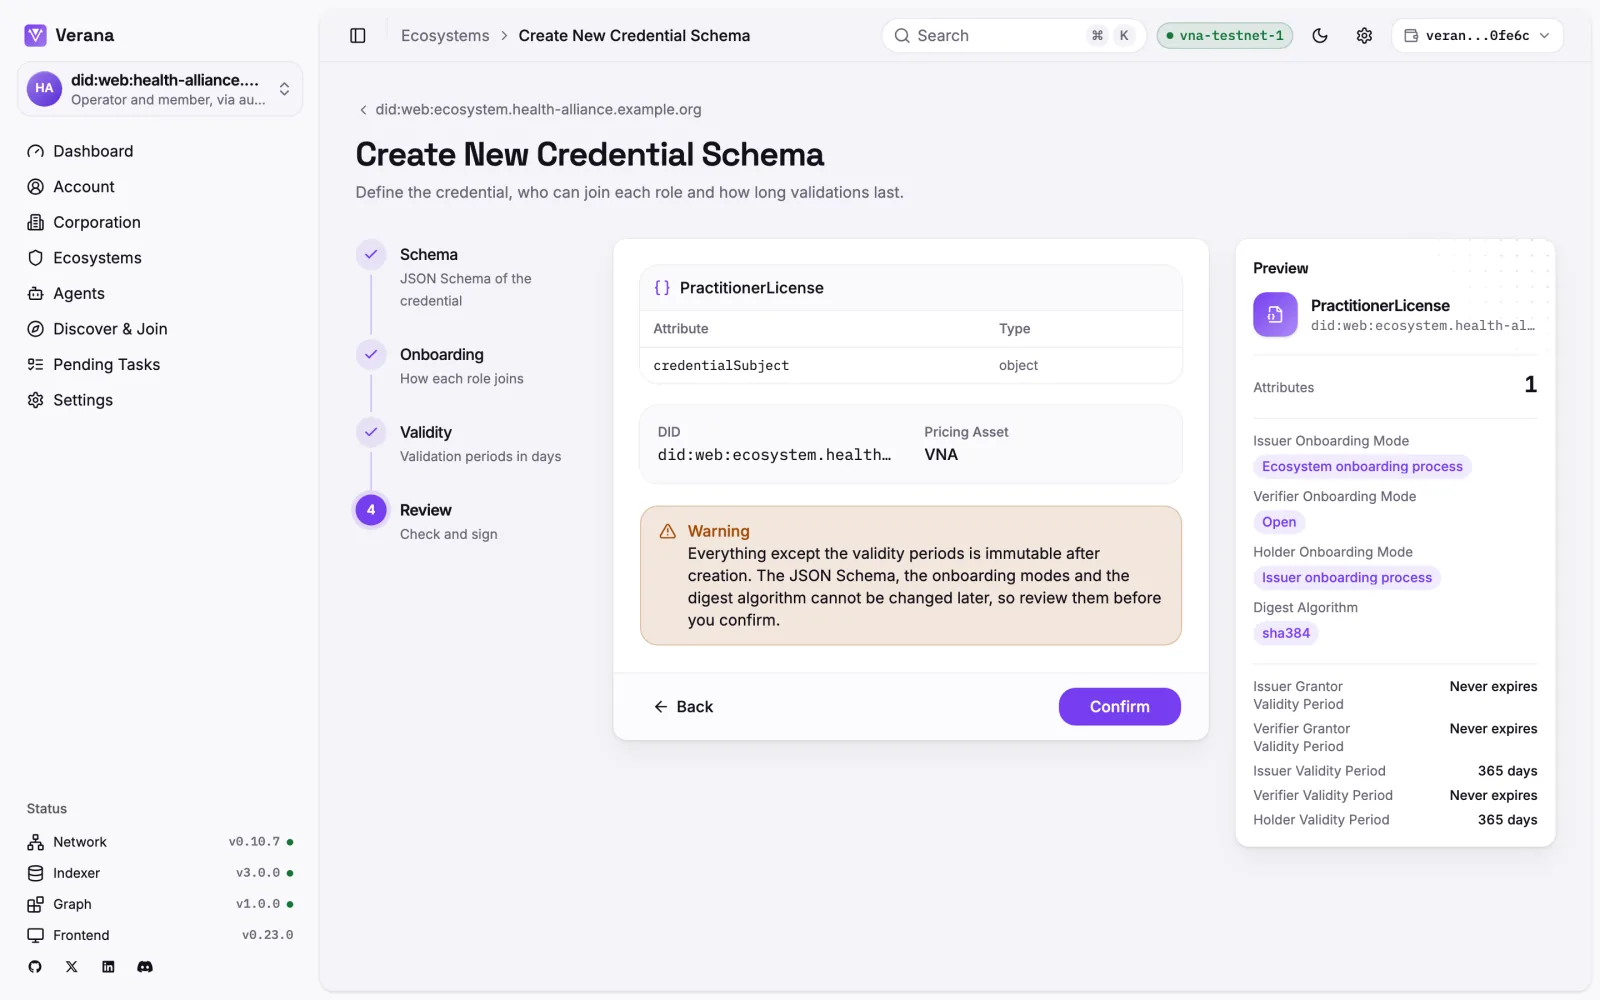 Verana
HA
did:web:health-alliance....
Operator and member, via au...
Dashboard
Account
Corporation
Ecosystems
Agents
Discover & Join
Pending Tasks
Settings
Status
Network v0.10.7
Indexer v3.0.0
Graph v1.0.0
Frontend v0.23.0
Ecosystems > Create New Credential Schema
Search ⌘ K
vna-testnet-1
veran...0fe6c
did:web:ecosystem.health-alliance.example.org
Create New Credential Schema
Define the credential, who can join each role and how long validations last.
Schema
JSON Schema of the
credential
Onboarding
How each role joins
Validity
Validation periods in days
4 Review
Check and sign
{} PractitionerLicense
Attribute Type
credentialSubject object
DID Pricing Asset
did:web:ecosystem.health… VNA
Warning
Everything except the validity periods is immutable after
creation. The JSON Schema, the onboarding modes and the
digest algorithm cannot be changed later, so review them before
you confirm.
Back
Confirm
Preview
PractitionerLicense
did:web:ecosystem.health-al…
Attributes 1
Issuer Onboarding Mode
Ecosystem onboarding process
Verifier Onboarding Mode
Open
Holder Onboarding Mode
Issuer onboarding process
Digest Algorithm
sha384
Issuer Grantor Never expires
Validity Period
Verifier Grantor Never expires
Validity Period
Issuer Validity Period 365 days
Verifier Validity Period Never expires
Holder Validity Period 365 days